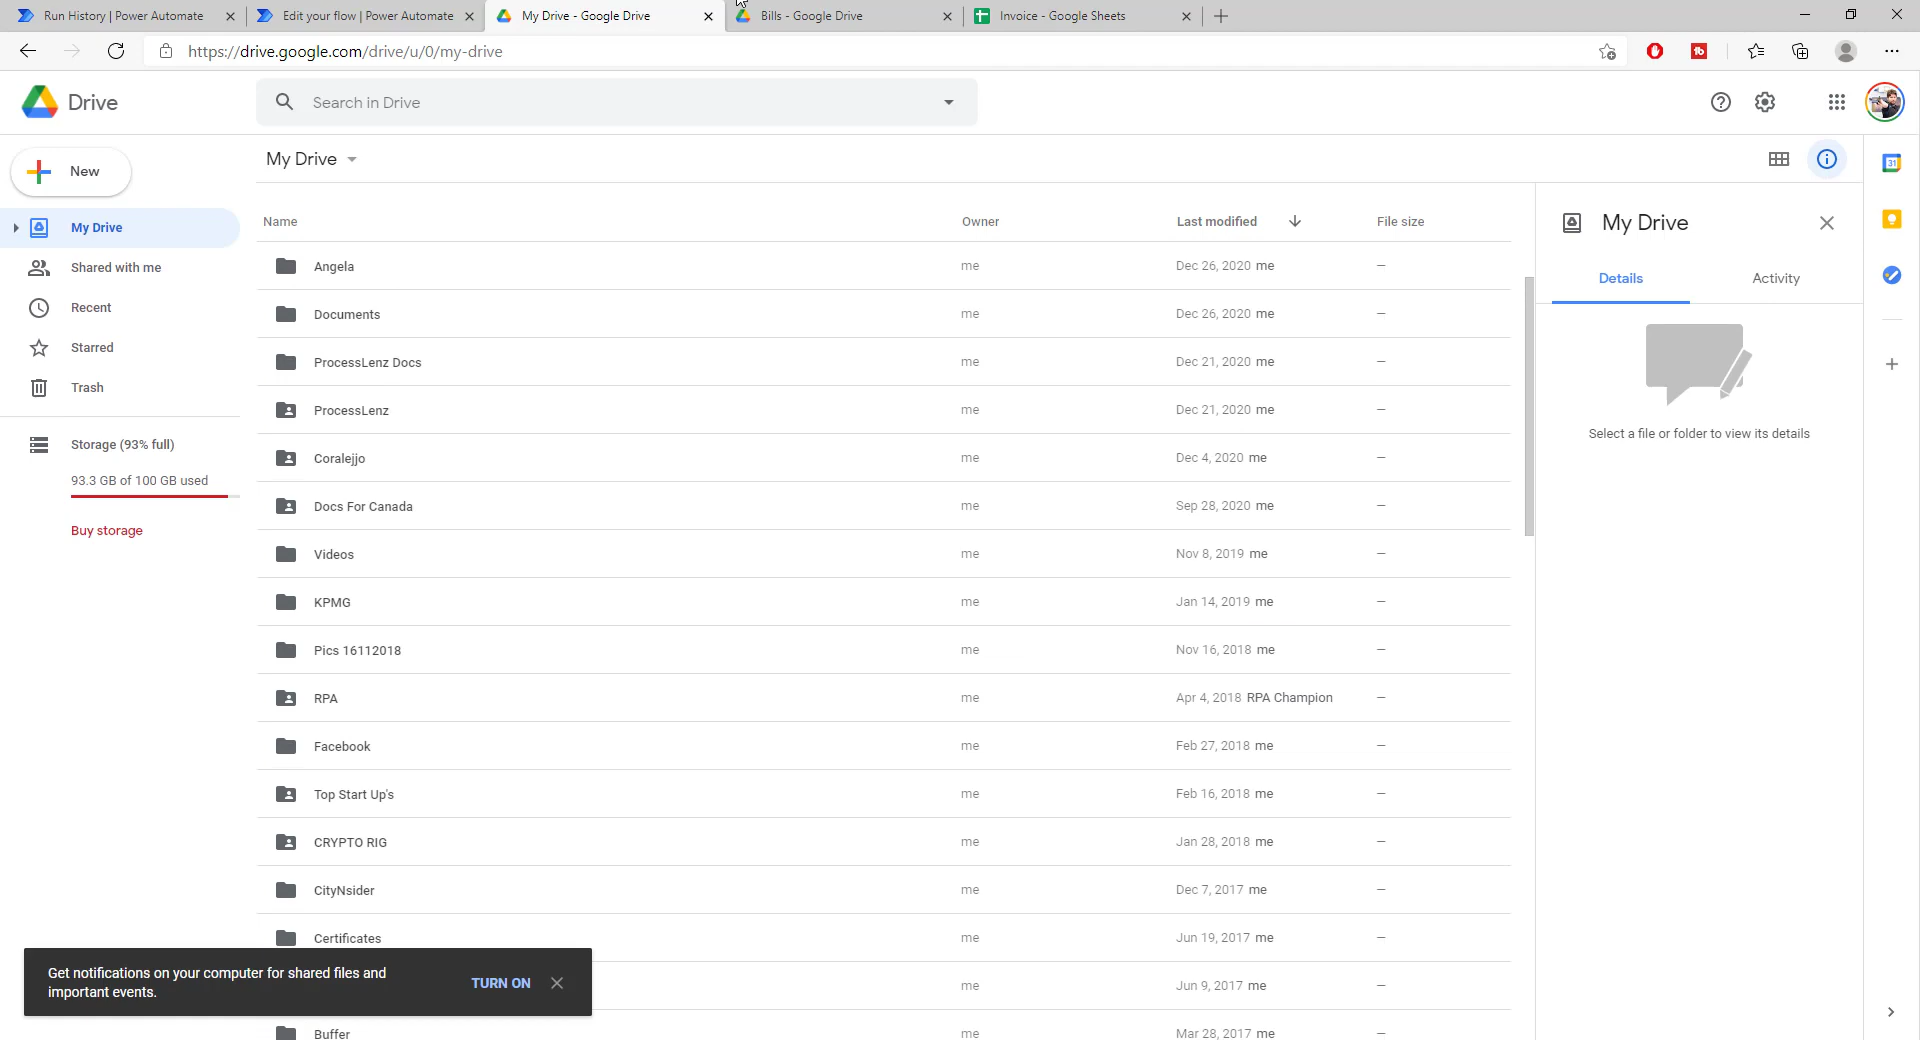 Run History | Power Automate
Edit your flow | Power Automate
My Drive - Google Drive
Bills - Google Drive
Invoice - Google Sheets
https://drive.google.com/drive/u/0/my-drive
Drive
Search in Drive
New
My Drive
My Drive
Shared with me
Recent
Starred
Trash
Storage (93% full)
93.3 GB of 100 GB used
Buy storage
Name Owner Last modified File size
Angela me Dec 26, 2020 me —
Documents me Dec 26, 2020 me —
ProcessLenz Docs me Dec 21, 2020 me —
ProcessLenz me Dec 21, 2020 me —
Coralejjo me Dec 4, 2020 me —
Docs For Canada me Sep 28, 2020 me —
Videos me Nov 8, 2019 me —
KPMG me Jan 14, 2019 me —
Pics 16112018 me Nov 16, 2018 me —
RPA me Apr 4, 2018 RPA Champion —
Facebook me Feb 27, 2018 me —
Top Start Up's me Feb 16, 2018 me —
CRYPTO RIG me Jan 28, 2018 me —
CityNsider me Dec 7, 2017 me —
Certificates me Jun 19, 2017 me —
me Jun 9, 2017 me —
Buffer me Mar 28, 2017 me —
Get notifications on your computer for shared files and
important events.
TURN ON
My Drive
Details Activity
Select a file or folder to view its details
31